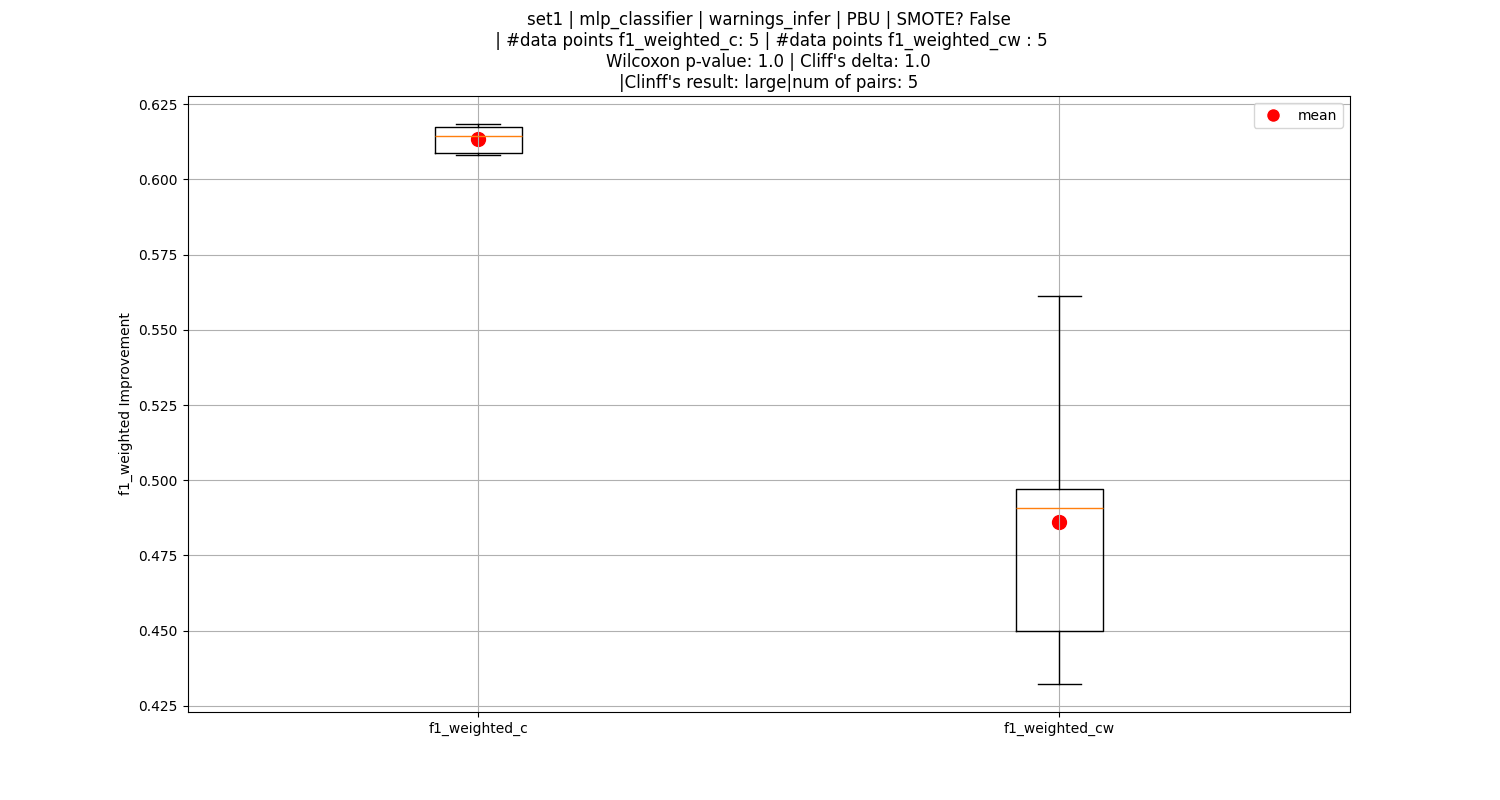 set1 | mlp_classifier | warnings_infer | PBU | SMOTE? False
| #data points f1_weighted_c: 5 | #data points f1_weighted_cw : 5
Wilcoxon p-value: 1.0 | Cliff's delta: 1.0
|Clinff's result: large|num of pairs: 5
mean
0.625
0.600
0.575
0.550
0.525
0.500
0.475
0.450
0.425
f1_weighted Improvement
f1_weighted_c
f1_weighted_cw